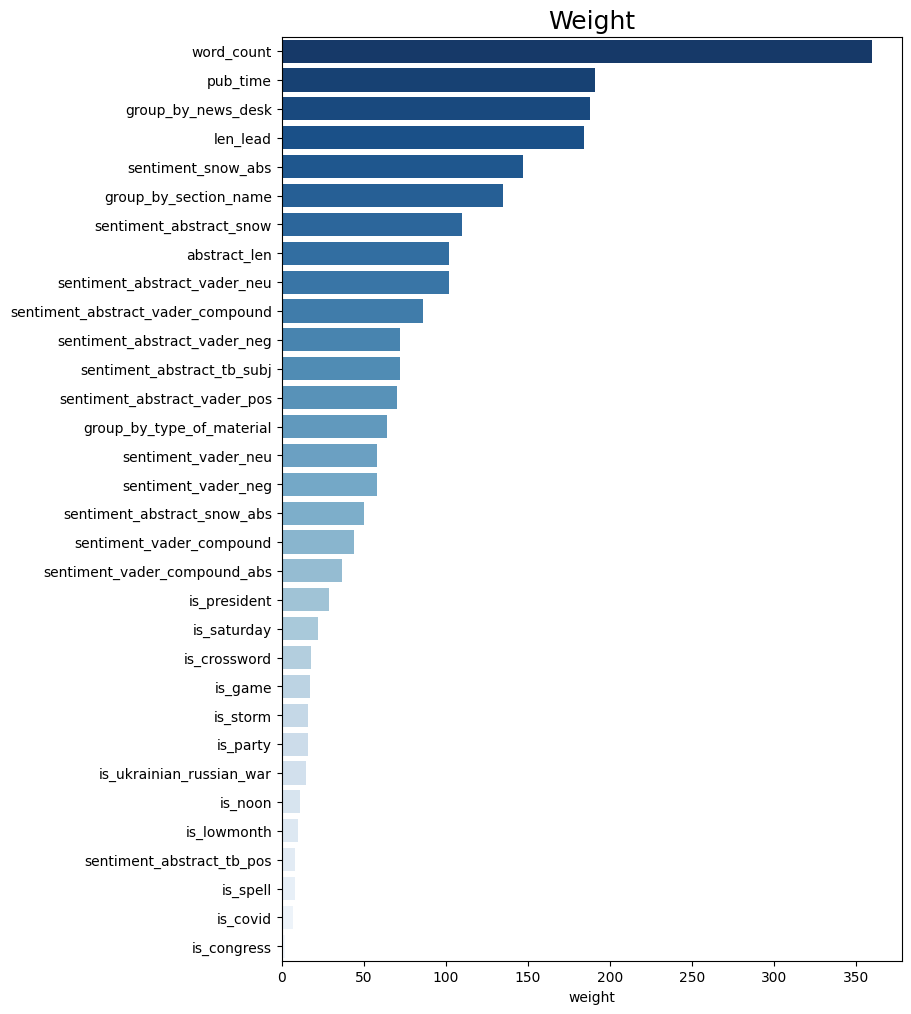 Weight
word_count
pub_time
group_by_news_desk
len_lead
sentiment_snow_abs
group_by_section_name
sentiment_abstract_snow
abstract_len
sentiment_abstract_vader_neu
sentiment_abstract_vader_compound
sentiment_abstract_vader_neg
sentiment_abstract_tb_subj
sentiment_abstract_vader_pos
group_by_type_of_material
sentiment_vader_neu
sentiment_vader_neg
sentiment_abstract_snow_abs
sentiment_vader_compound
sentiment_vader_compound_abs
is_president
is_saturday
is_crossword
is_game
is_storm
is_party
is_ukrainian_russian_war
is_noon
is_lowmonth
sentiment_abstract_tb_pos
is_spell
is_covid
is_congress
0 50 100 150 200 250 300 350
weight